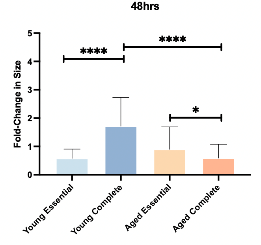 48hrs
****
****
*
5
4
3
2
1
0
Fold-Change in Size
Young Essential
Young Complete
Aged Essential
Aged Complete